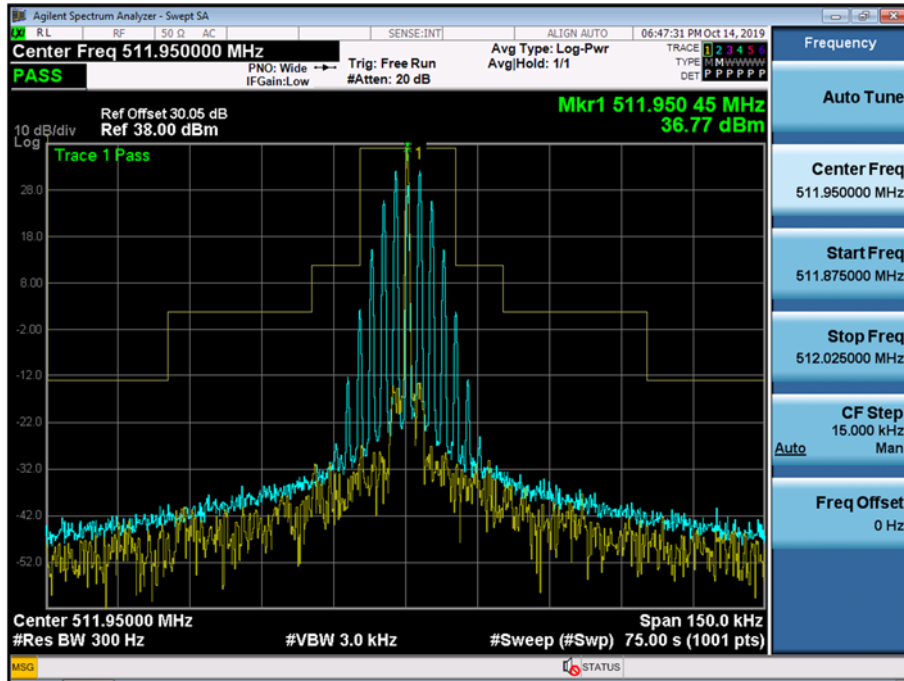 Agilent Spectrum Analyzer - Swept SA
RL RF 50 Ω AC SENSE:INT ALIGN AUTO 06:47:31 PM Oct 14, 2019
Center Freq 511.950000 MHz
PASS
PNO: Wide
IFGain:Low
Trig: Free Run
#Atten: 20 dB
Avg Type: Log-Pwr
Avg|Hold: 1/1
TRACE 1 2 3 4 5 6
TYPE M M W W W W
DET P P P P P P
Ref Offset 30.05 dB
10 dB/div Ref 38.00 dBm
Log
Mkr1 511.950 45 MHz
36.77 dBm
Trace 1 Pass
1
28.0
18.0
8.00
-2.00
-12.0
-22.0
-32.0
-42.0
-52.0
Center 511.95000 MHz Span 150.0 kHz
#Res BW 300 Hz #VBW 3.0 kHz #Sweep (#Swp) 75.00 s (1001 pts)
MSG STATUS
Frequency
Auto Tune
Center Freq
511.950000 MHz
Start Freq
511.875000 MHz
Stop Freq
512.025000 MHz
CF Step
15.000 kHz
Auto Man
Freq Offset
0 Hz